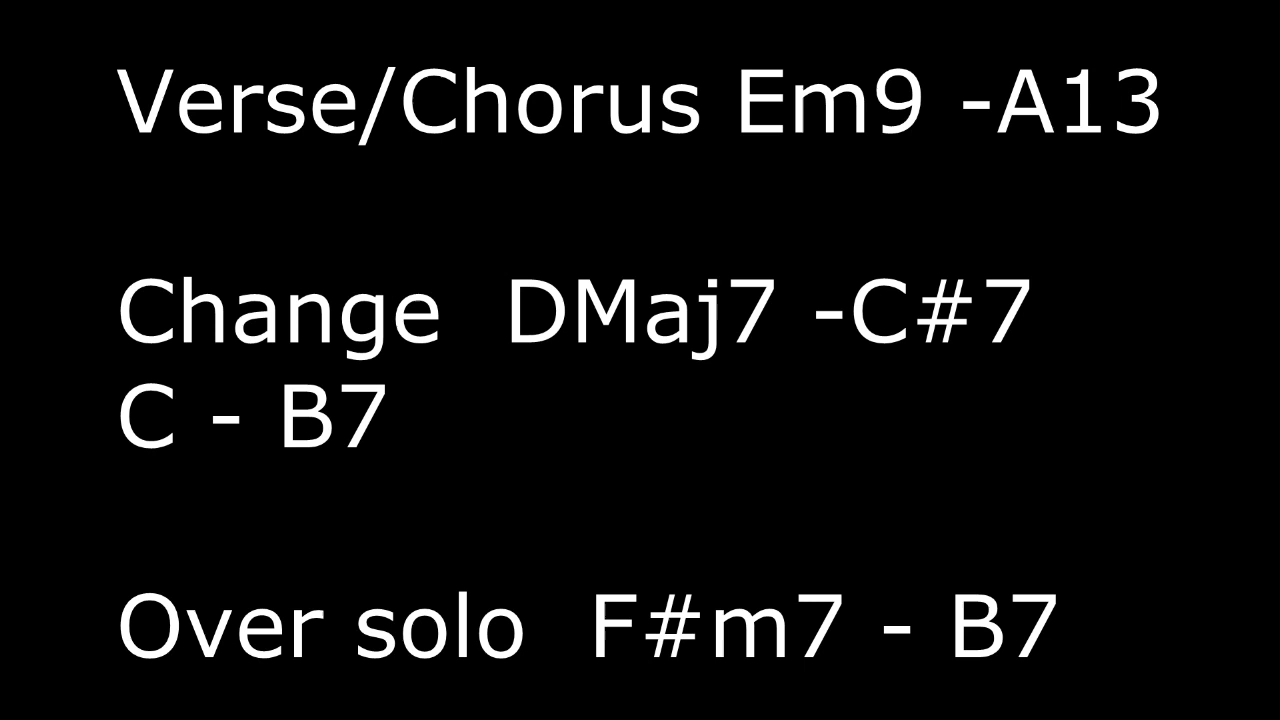 Verse/Chorus Em9 -A13
Change  DMaj7 -C#7
C - B7
Over solo  F#m7 - B7